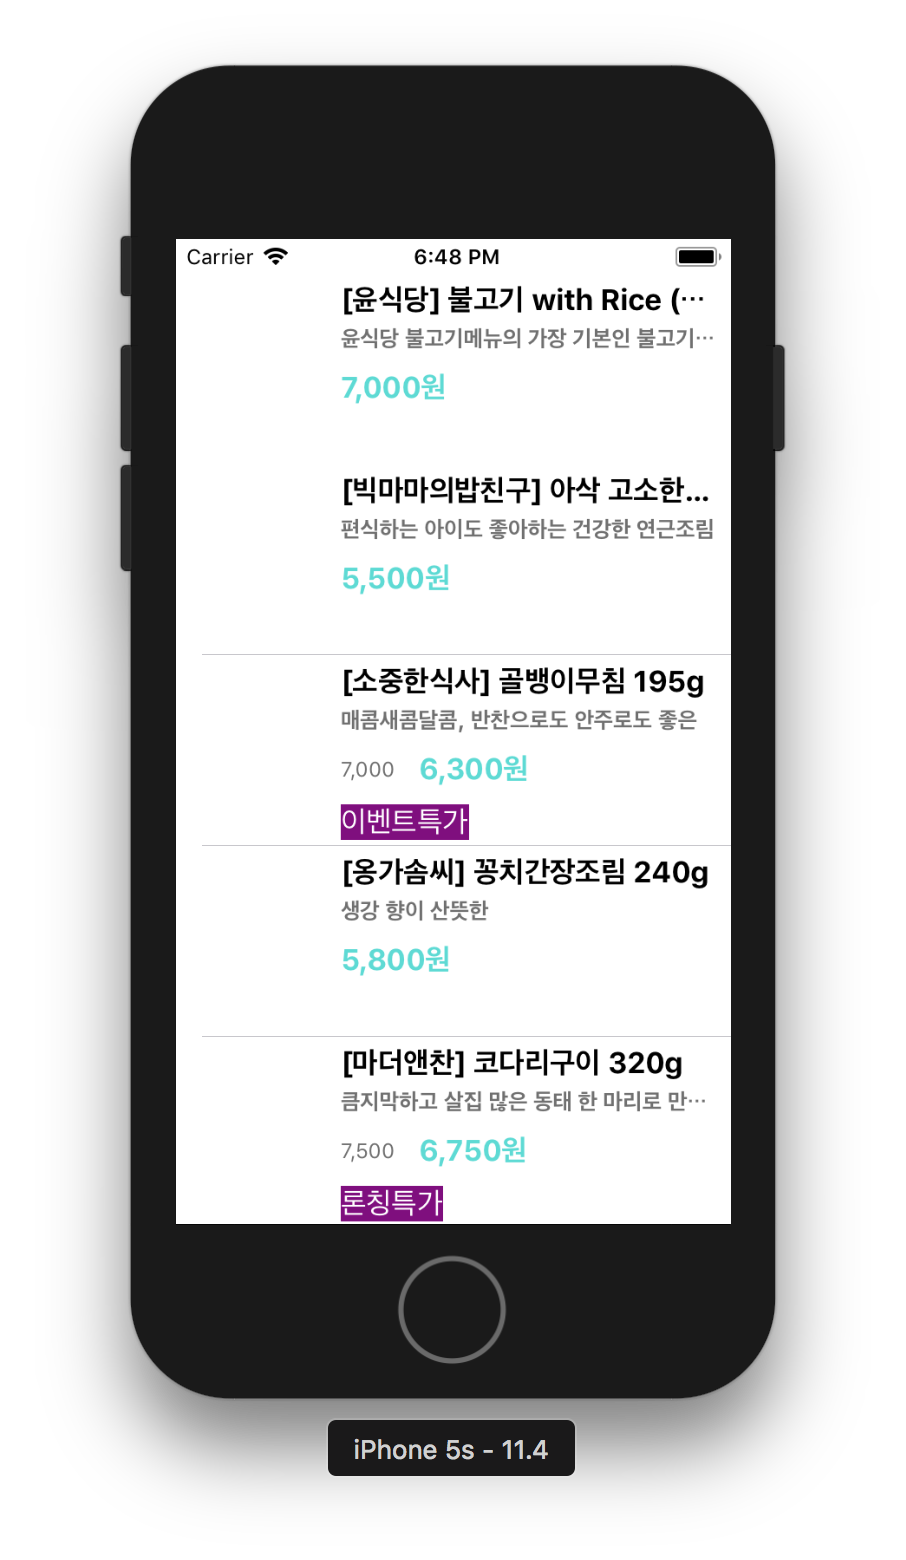 Carrier
6:48 PM
[윤식당] 불고기 with Rice (…
윤식당 불고기메뉴의 가장 기본인 불고기…
7,000원
[빅마마의밥친구] 아삭 고소한...
편식하는 아이도 좋아하는 건강한 연근조림
5,500원
[소중한식사] 골뱅이무침 195g
매콤새콤달콤, 반찬으로도 안주로도 좋은
7,000 6,300원
이벤트특가
[옹가솜씨] 꽁치간장조림 240g
생강 향이 산뜻한
5,800원
[마더앤찬] 코다리구이 320g
큼지막하고 살집 많은 동태 한 마리로 만…
7,500 6,750원
론칭특가
iPhone 5s - 11.4